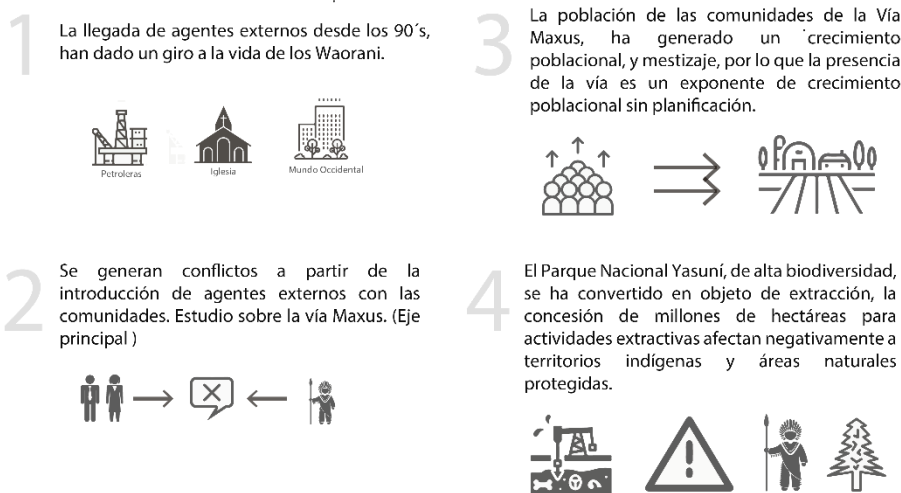 1
La llegada de agentes externos desde los 90´s,
han dado un giro a la vida de los Waorani.
Petroleras
Iglesia
Mundo Occidental
2
Se generan conflictos a partir de la
introducción de agentes externos con las
comunidades. Estudio sobre la vía Maxus. (Eje
principal )
3
La población de las comunidades de la Vía
Maxus, ha generado un crecimiento
poblacional, y mestizaje, por lo que la presencia
de la vía es un exponente de crecimiento
poblacional sin planificación.
4
El Parque Nacional Yasuní, de alta biodiversidad,
se ha convertido en objeto de extracción, la
concesión de millones de hectáreas para
actividades extractivas afectan negativamente a
territorios indígenas y áreas naturales
protegidas.